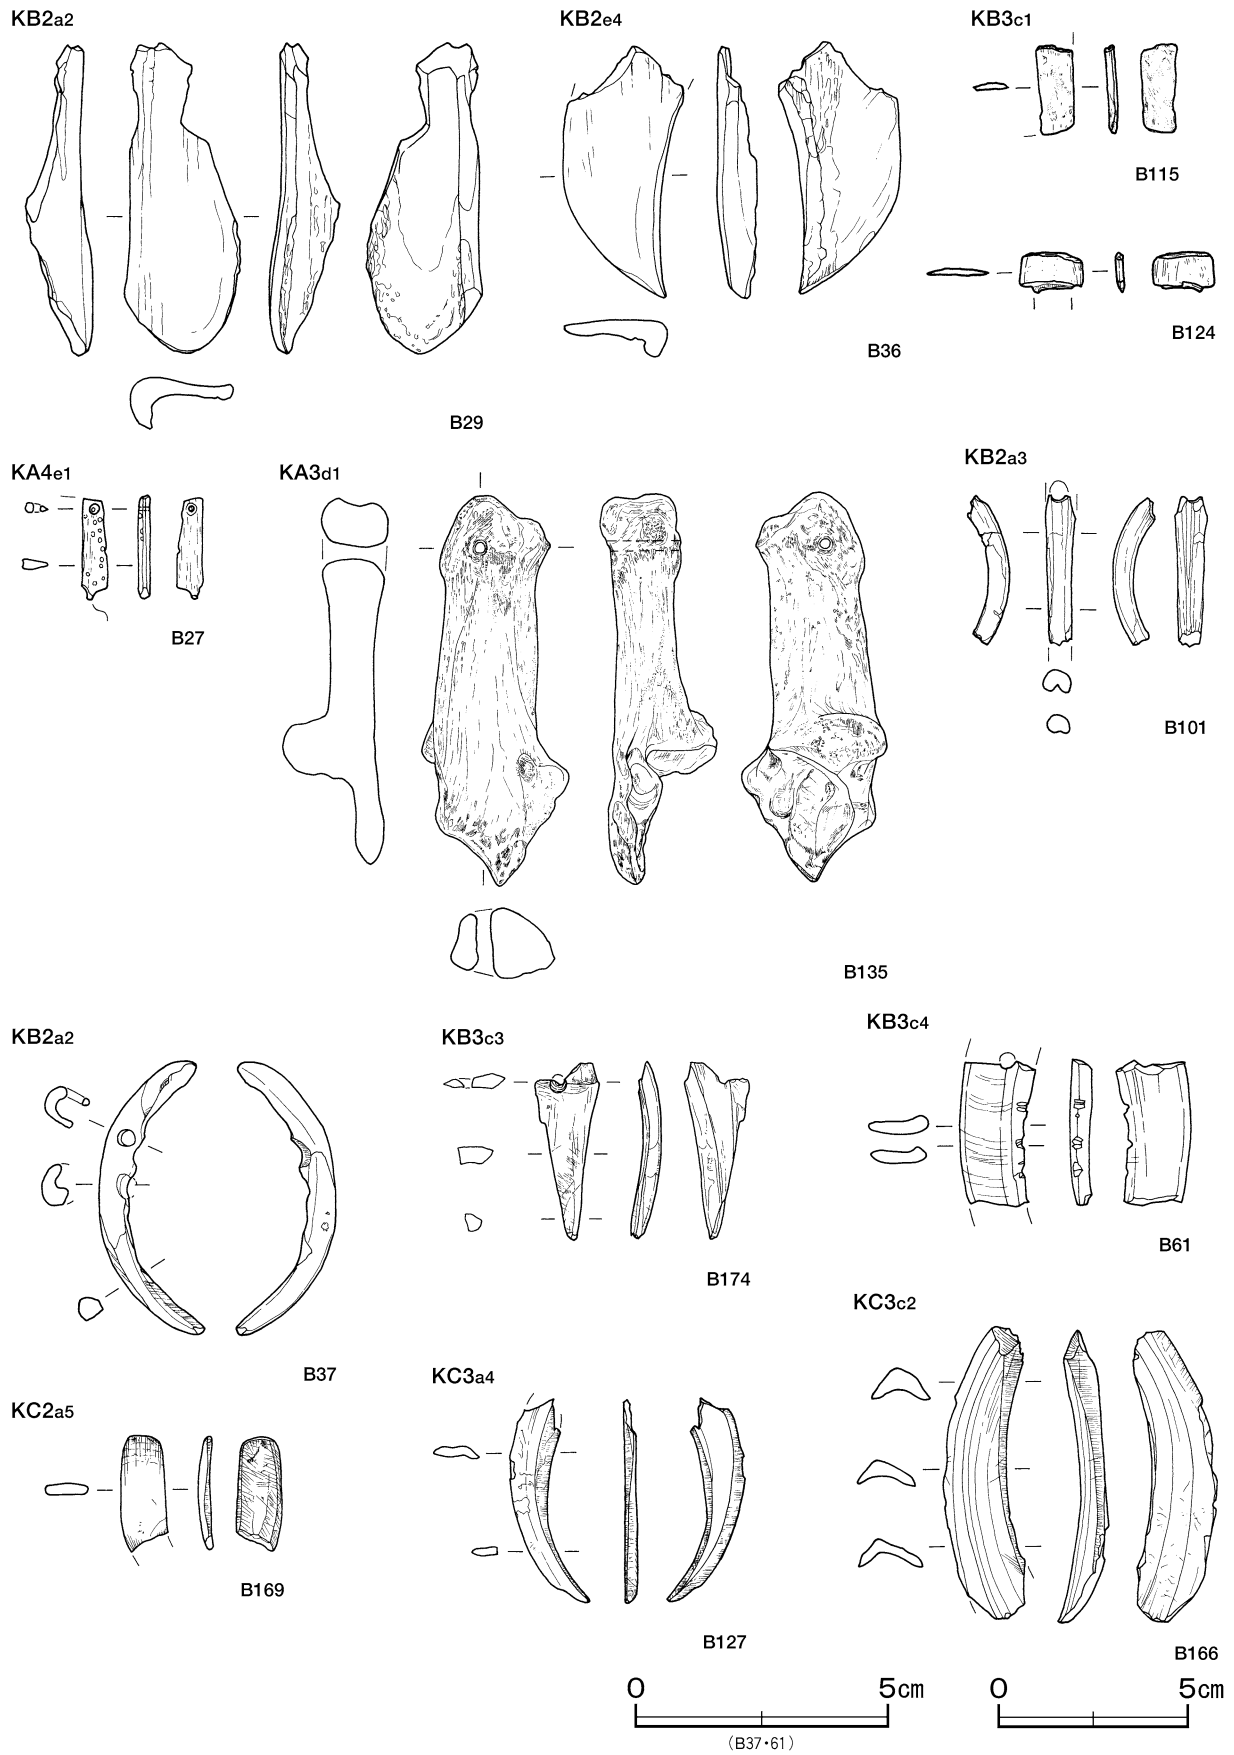 KB2a2
KB2e4
KB3c1
B115
B124
B36
B29
KA4e1
KA3d1
KB2a3
B27
B101
B135
KB2a2
KB3c3
KB3c4
B61
B174
KC3c2
B37
KC3a4
KC2a5
B169
B127
B166
0 5cm
(B37・61)
0 5cm